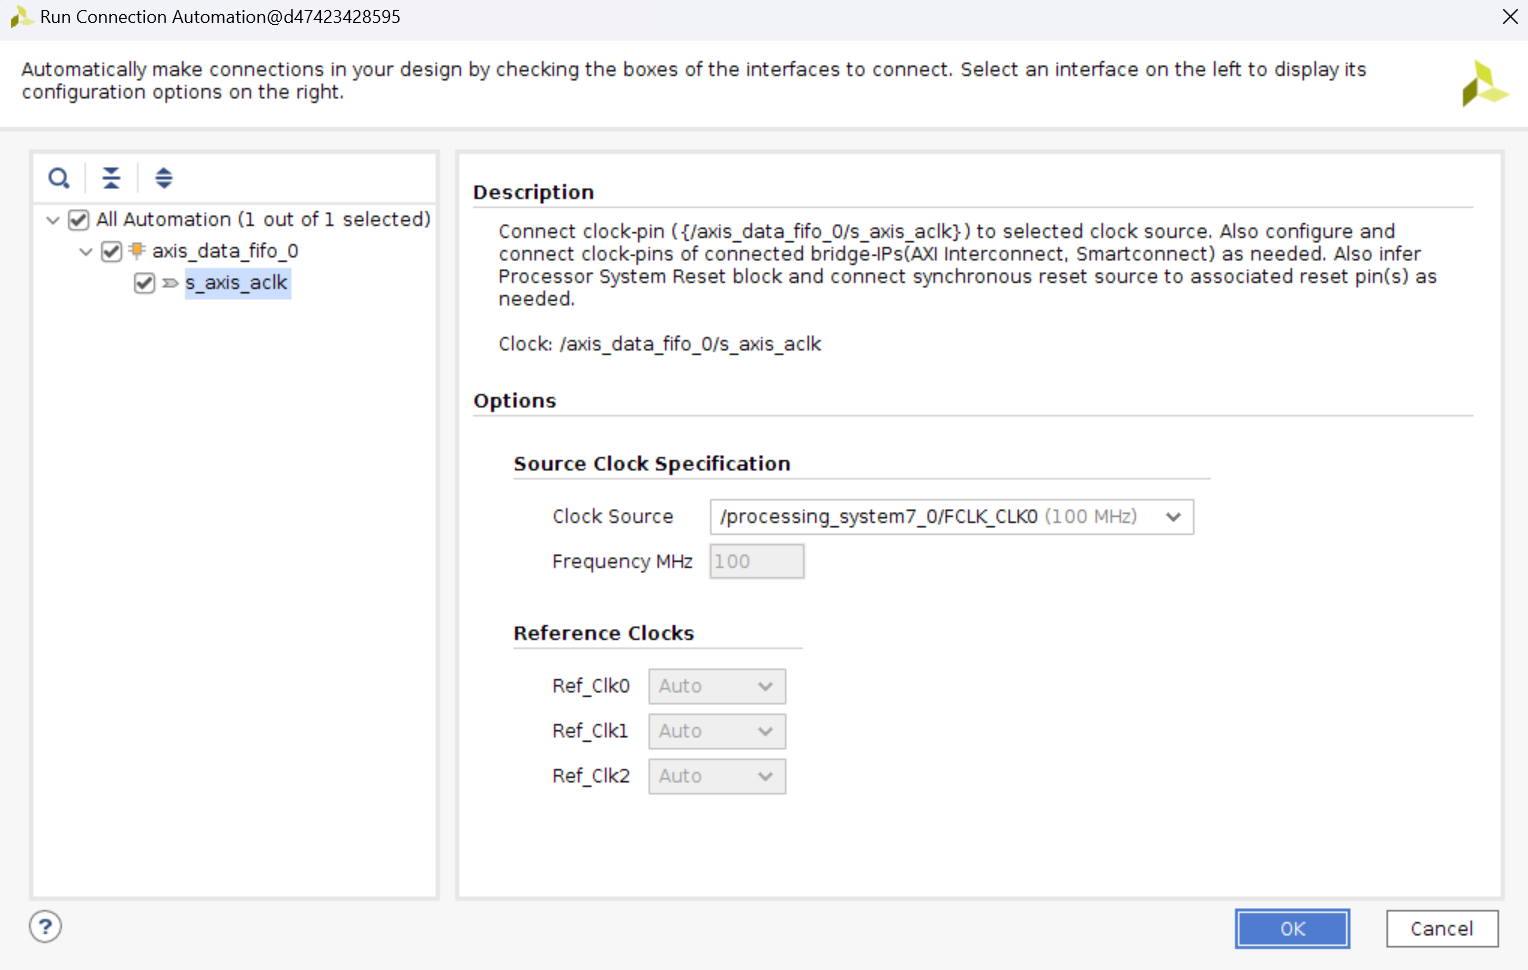 Run Connection Automation@d47423428595
Automatically make connections in your design by checking the boxes of the interfaces to connect. Select an interface on the left to display its
configuration options on the right.
All Automation (1 out of 1 selected)
axis_data_fifo_0
s_axis_aclk
Description
Connect clock-pin ({/axis_data_fifo_0/s_axis_aclk}) to selected clock source. Also configure and
connect clock-pins of connected bridge-IPs(AXI Interconnect, Smartconnect) as needed. Also infer
Processor System Reset block and connect synchronous reset source to associated reset pin(s) as
needed.
Clock: /axis_data_fifo_0/s_axis_aclk
Options
Source Clock Specification
Clock Source /processing_system7_0/FCLK_CLK0 (100 MHz)
Frequency MHz 100
Reference Clocks
Ref_Clk0 Auto
Ref_Clk1 Auto
Ref_Clk2 Auto
? OK Cancel